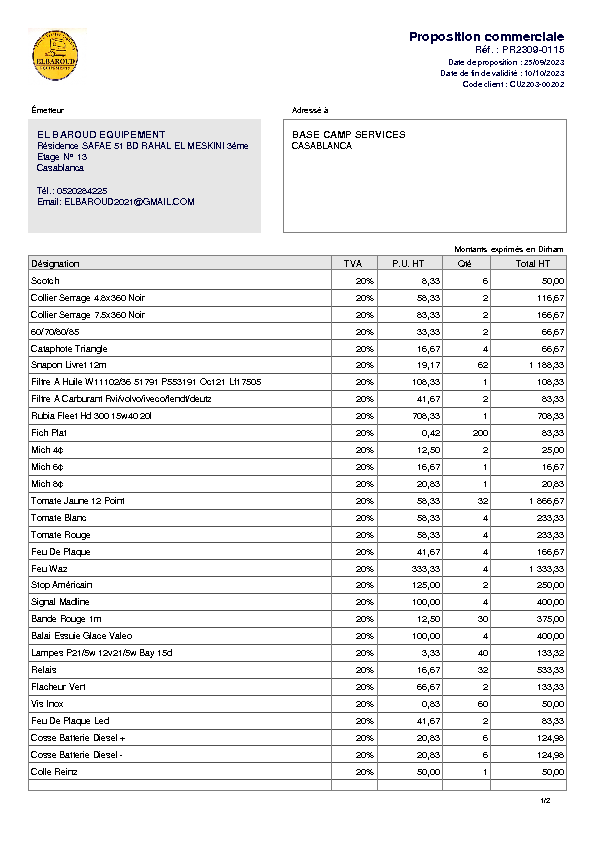 ELBAROUD
EQUIPEMENT
Proposition commerciale
Réf. : PR2309-0115
Date de proposition : 25/09/2023
Date de fin de validité : 10/10/2023
Code client : CU2203-00202
Émetteur
Adressé à
EL BAROUD EQUIPEMENT
Résidence SAFAE 51 BD RAHAL EL MESKINI 3éme
Etage N° 13
Casablanca
Tél.: 0520284225
Email: ELBAROUD2021@GMAIL.COM
BASE CAMP SERVICES
CASABLANCA
Montants exprimés en Dirham
Désignation TVA P.U. HT Qté Total HT
Scotch 20% 8,33 6 50,00
Collier Serrage 4.8x360 Noir 20% 58,33 2 116,67
Collier Serrage 7.5x360 Noir 20% 83,33 2 166,67
60/70/80/85 20% 33,33 2 66,67
Cataphote Triangle 20% 16,67 4 66,67
Snapon Livret 12m 20% 19,17 62 1 188,33
Filtre A Huile W11102/36 51791 P553191 Oc121 Lf17505 20% 108,33 1 108,33
Filtre A Carburant Rvi/volvo/iveco/lendt/deutz 20% 41,67 2 83,33
Rubia Fleet Hd 300 15w40 20l 20% 708,33 1 708,33
Fich Plat 20% 0,42 200 83,33
Mich 4¢ 20% 12,50 2 25,00
Mich 6¢ 20% 16,67 1 16,67
Mich 8¢ 20% 20,83 1 20,83
Tomate Jaune 12 Point 20% 58,33 32 1 866,67
Tomate Blanc 20% 58,33 4 233,33
Tomate Rouge 20% 58,33 4 233,33
Feu De Plaque 20% 41,67 4 166,67
Feu Waz 20% 333,33 4 1 333,33
Stop Américain 20% 125,00 2 250,00
Signal Madline 20% 100,00 4 400,00
Bande Rouge 1m 20% 12,50 30 375,00
Balai Essuie Glace Valeo 20% 100,00 4 400,00
Lampes P21/5w 12v21/5w Bay 15d 20% 3,33 40 133,32
Relais 20% 16,67 32 533,33
Flacheur Vert 20% 66,67 2 133,33
Vis Inox 20% 0,83 60 50,00
Feu De Plaque Led 20% 41,67 2 83,33
Cosse Batterie Diesel + 20% 20,83 6 124,98
Cosse Batterie Diesel - 20% 20,83 6 124,98
Colle Reinz 20% 50,00 1 50,00
1/2